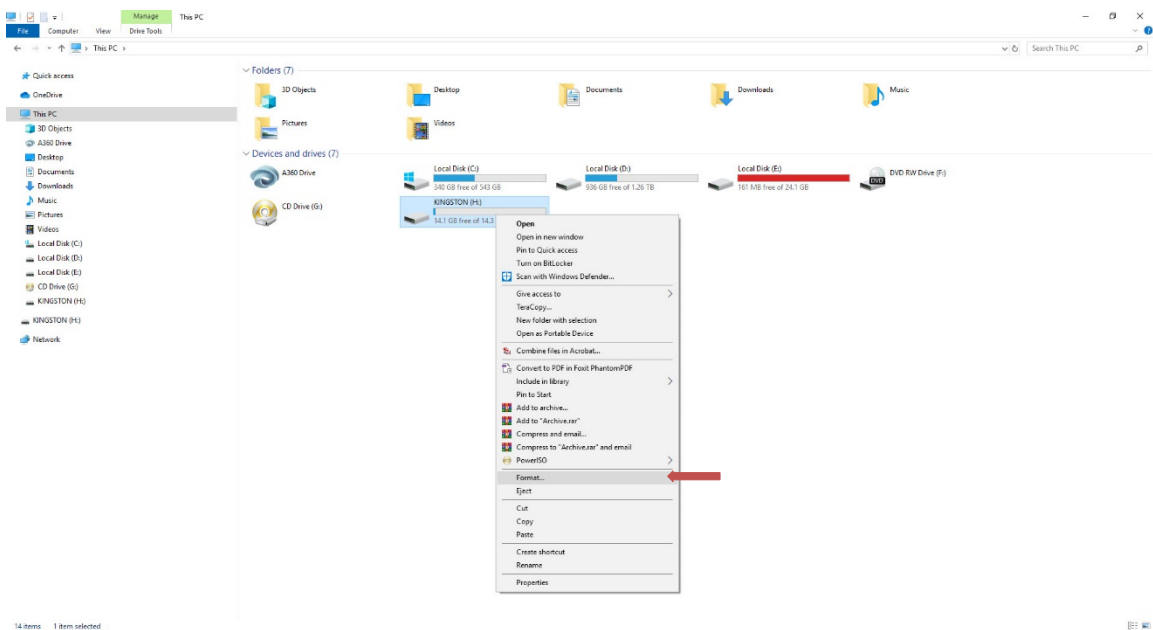 Manage This PC
File Computer View Drive Tools
This PC
Search This PC
Quick access
OneDrive
This PC
3D Objects
A360 Drive
Desktop
Documents
Downloads
Music
Pictures
Videos
Local Disk (C:)
Local Disk (D:)
Local Disk (E:)
CD Drive (G:)
KINGSTON (H:)
KINGSTON (H:)
Network
Folders (7)
3D Objects Desktop Documents Downloads Music
Pictures Videos
Devices and drives (7)
A360 Drive
Local Disk (C:)
340 GB free of 543 GB
Local Disk (D:)
936 GB free of 1.26 TB
Local Disk (E:)
161 MB free of 24.1 GB
DVD
DVD RW Drive (F:)
CD Drive (G:)
KINGSTON (H:)
14.1 GB free of 14.3
Open
Open in new window
Pin to Quick access
Turn on BitLocker
Scan with Windows Defender...
Give access to
TeraCopy...
New folder with selection
Open as Portable Device
Combine files in Acrobat...
Convert to PDF in Foxit PhantomPDF
Include in library
Pin to Start
Add to archive...
Add to "Archive.rar"
Compress and email...
Compress to "Archive.rar" and email
PowerISO
Format...
Eject
Cut
Copy
Paste
Create shortcut
Rename
Properties
14 items 1 item selected